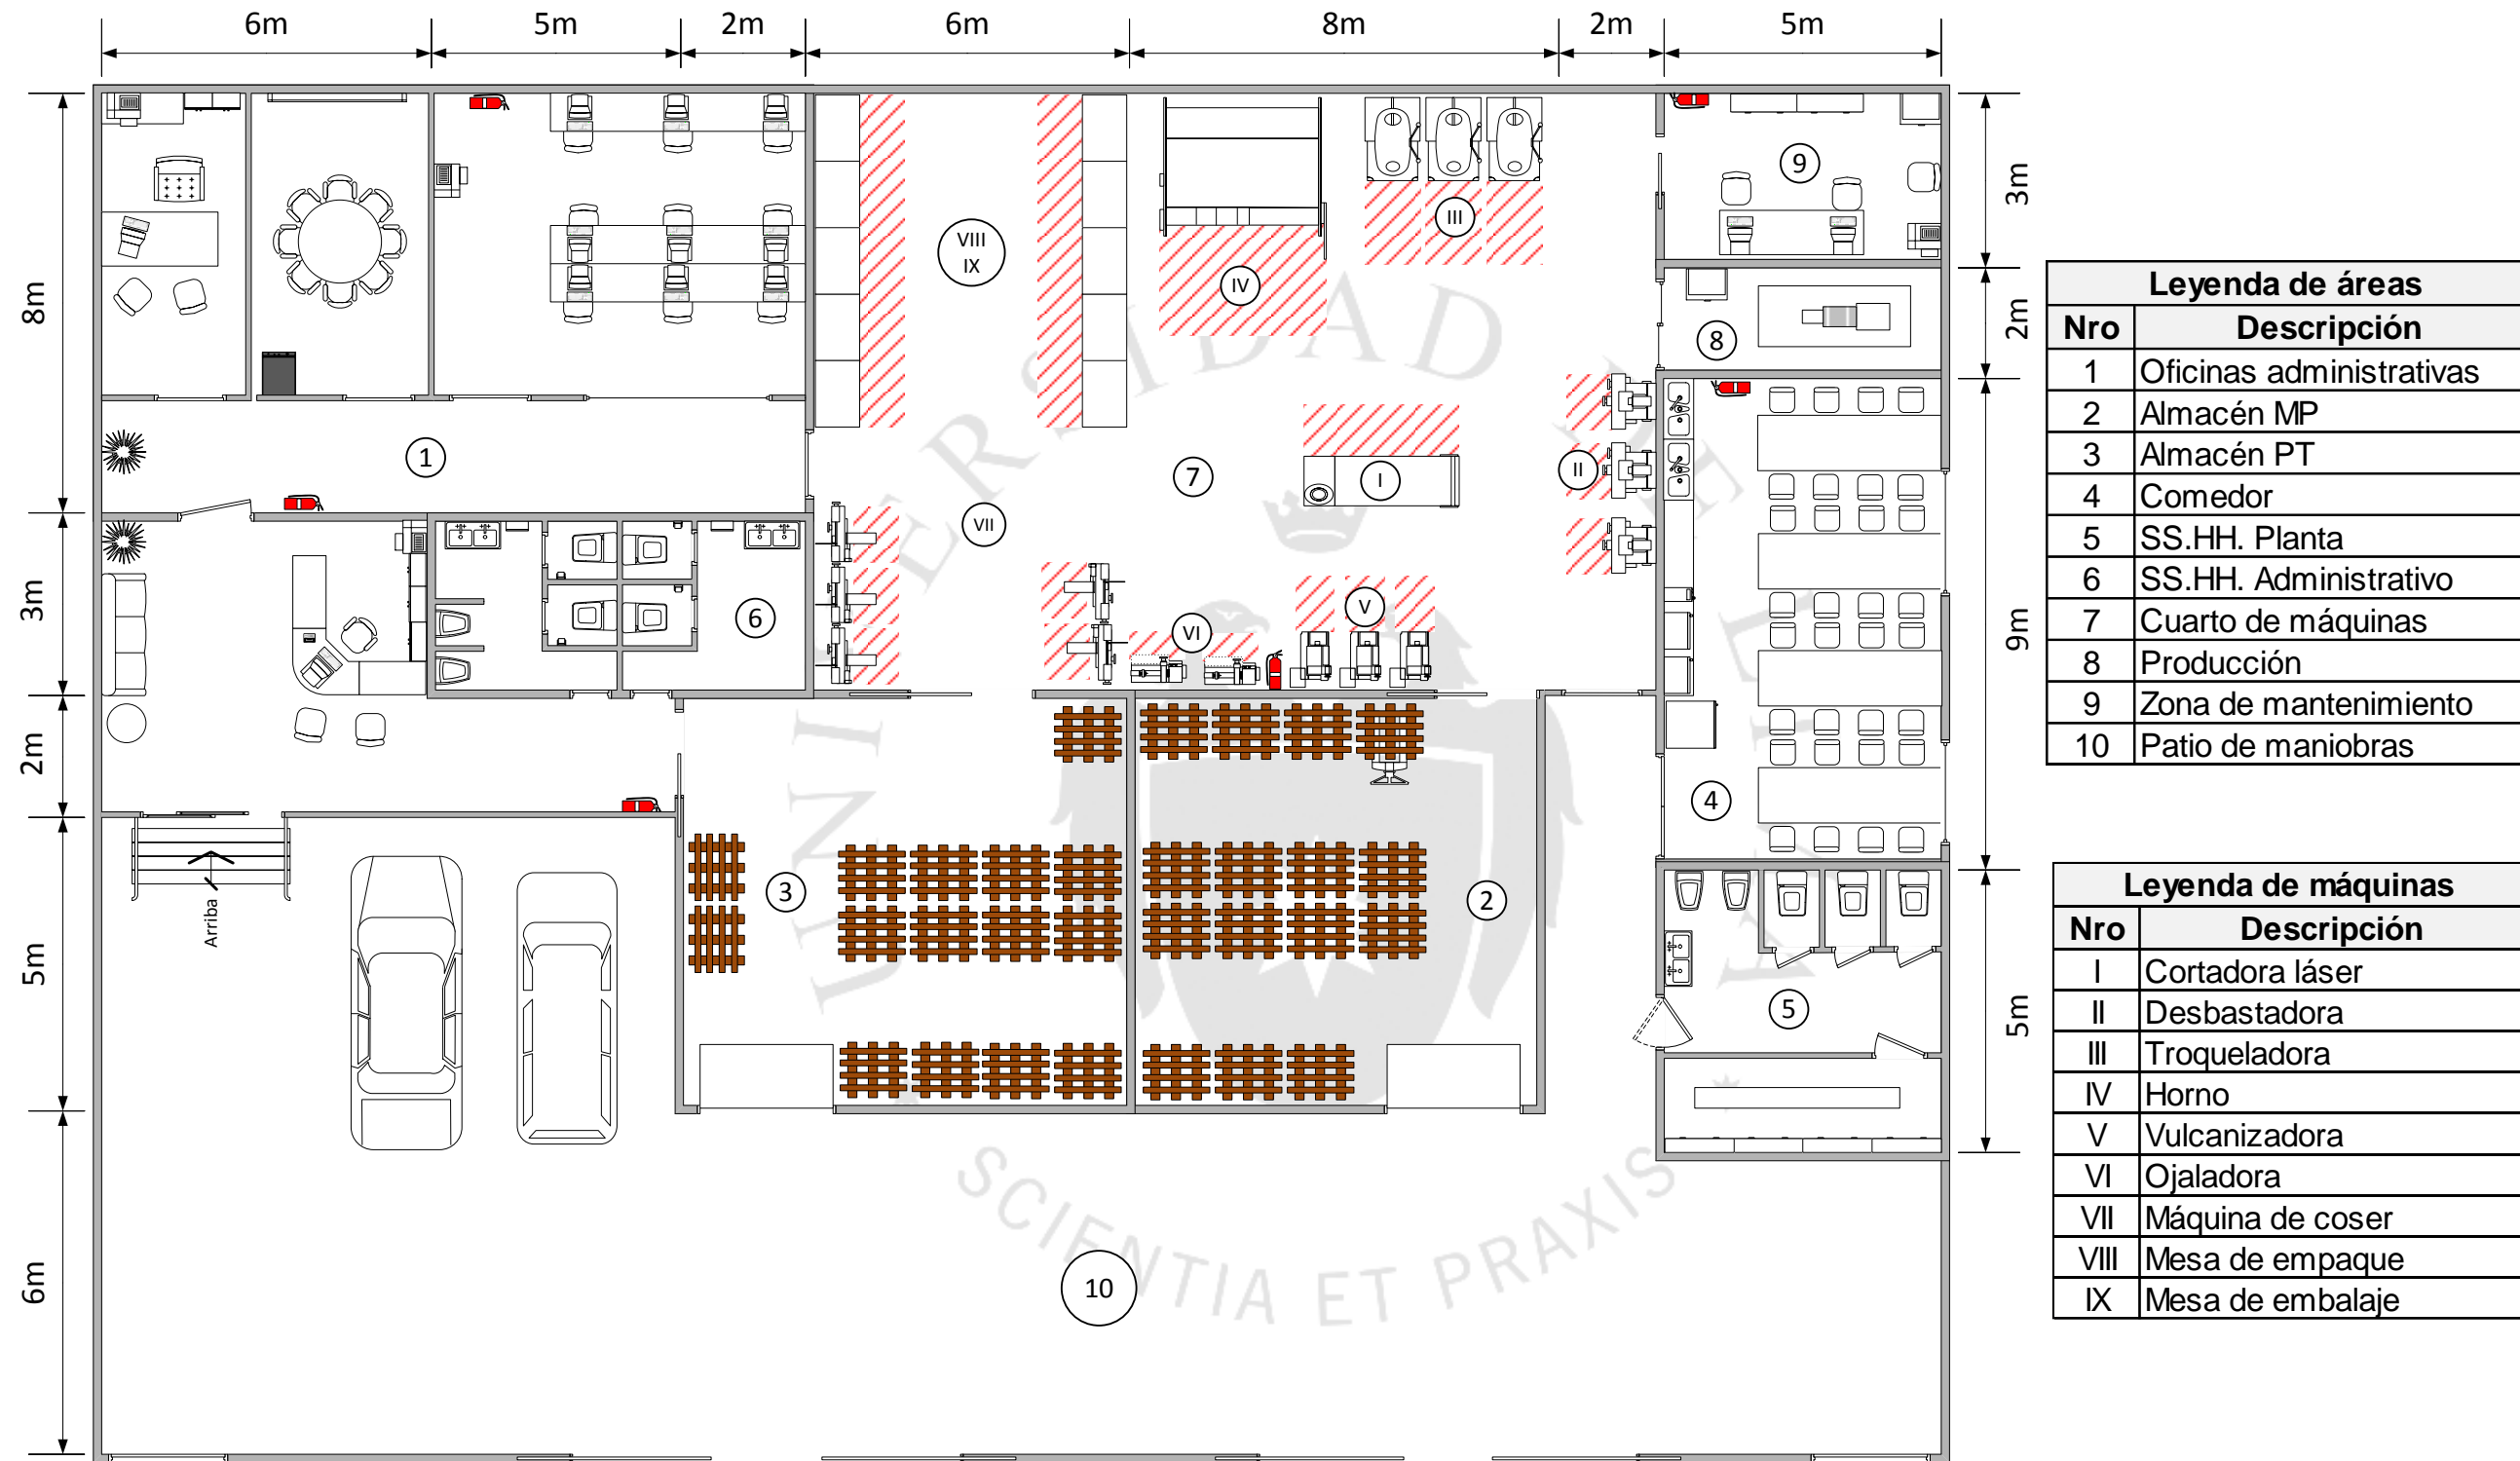 6m
5m
2m
6m
8m
2m
5m
8m
3m
2m
5m
6m
3m
2m
9m
5m
VIII
IX
III
IV
9
8
1
7
I
II
VII
6
V
VI
4
3
2
5
10
Arriba
Leyenda de áreas
Nro Descripción
1 Oficinas administrativas
2 Almacén MP
3 Almacén PT
4 Comedor
5 SS.HH. Planta
6 SS.HH. Administrativo
7 Cuarto de máquinas
8 Producción
9 Zona de mantenimiento
10 Patio de maniobras
Leyenda de máquinas
Nro Descripción
I Cortadora láser
II Desbastadora
III Troqueladora
IV Horno
V Vulcanizadora
VI Ojaladora
VII Máquina de coser
VIII Mesa de empaque
IX Mesa de embalaje
SCIENTIA ET PRAXIS